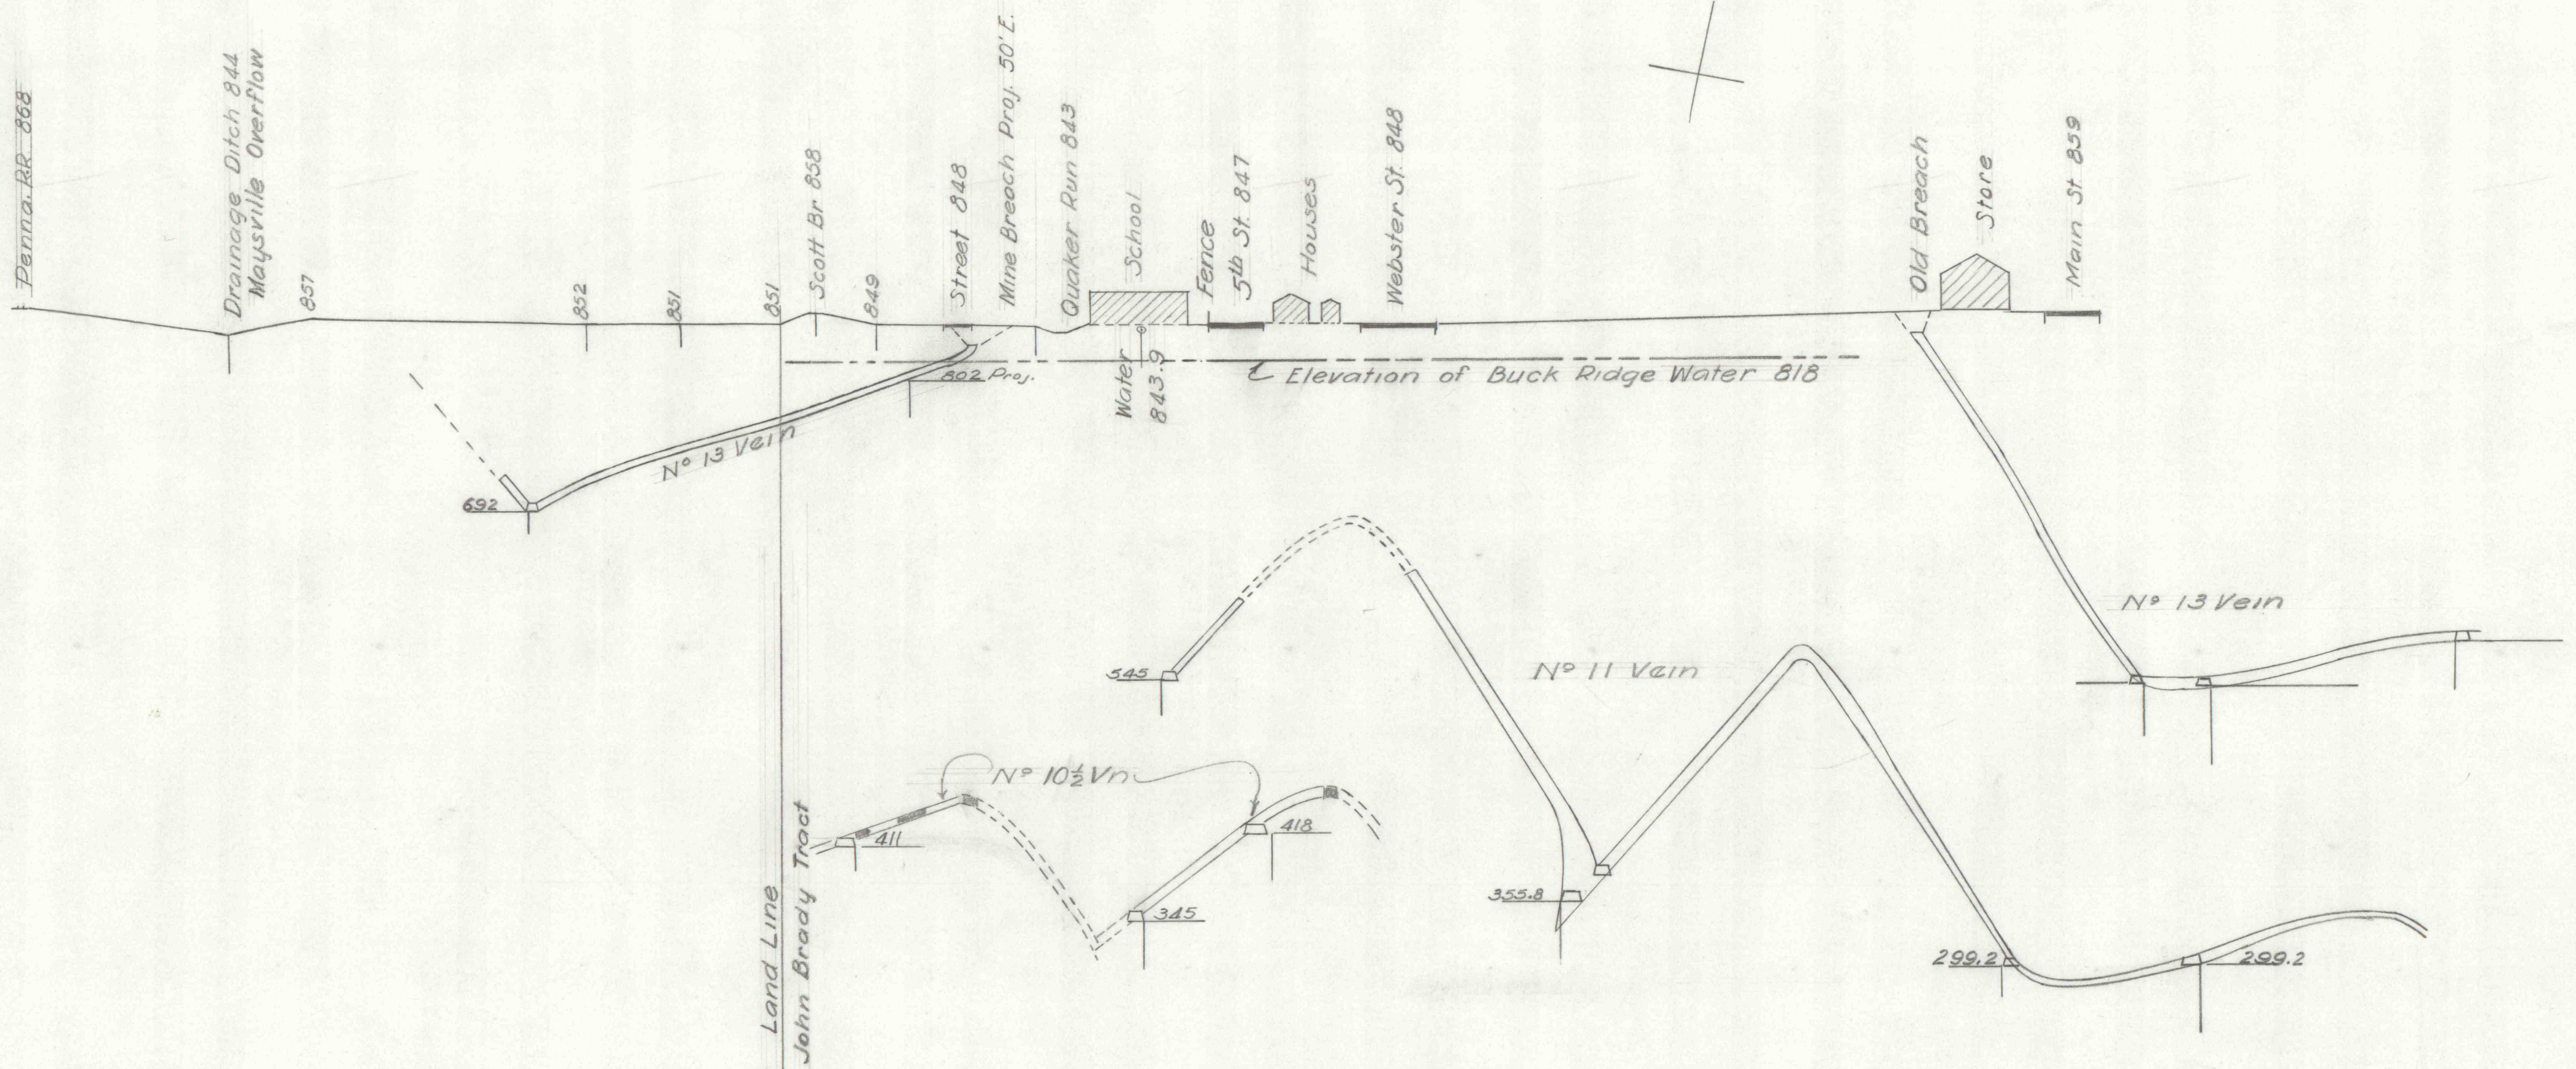 Penna. RR 868
Drainage Ditch 844
Maysville Overflow
857
852
851
851
Scott Br 858
849
Street 848
Mine Breach Proj. 50' E.
Quaker Run 843
School
Fence
5th St. 847
Houses
Webster St. 848
Old Breach
Store
Main St. 859
802 Proj.
Water
843.9
Elevation of Buck Ridge Water 818
No 13 Vein
692
No 13 Vein
545
No 11 Vein
No 10½ Vn.
411
418
345
355.8
299.2
299.2
Land Line
John Brady Tract